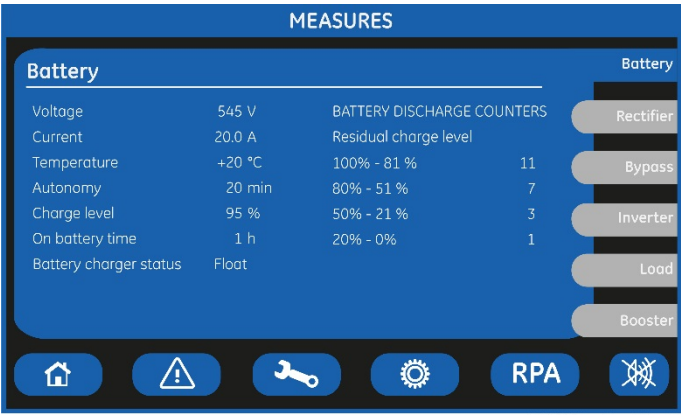 MEASURES
Battery
Voltage 545 V
Current 20.0 A
Temperature +20 °C
Autonomy 20 min
Charge level 95 %
On battery time 1 h
Battery charger status Float
BATTERY DISCHARGE COUNTERS
Residual charge level
100% - 81 % 11
80% - 51 % 7
50% - 21 % 3
20% - 0% 1
Battery
Rectifier
Bypass
Inverter
Load
Booster
RPA